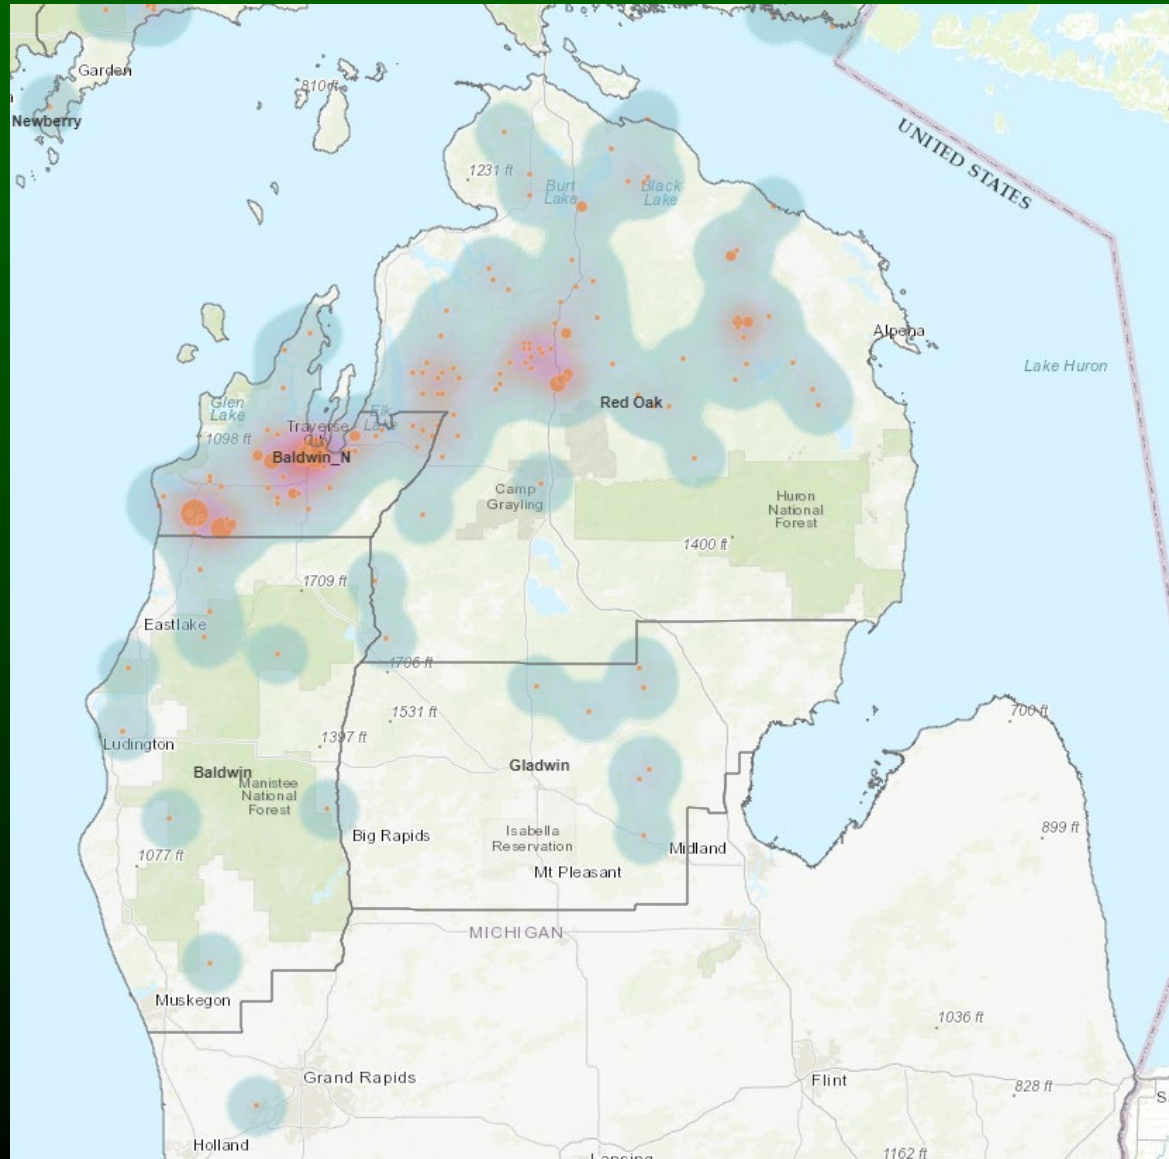 Garden
810 ft
Newberry
UNITED STATES
1231 ft
Burt
Lake
Black
Lake
Alpena
Lake Huron
Glen
Lake
Elk
Lake
Red Oak
Traverse
City
1098 ft
Baldwin_N
Camp
Grayling
Huron
National
Forest
1400 ft
1709 ft
Eastlake
1706 ft
1531 ft
700 ft
1397 ft
Ludington
Gladwin
Baldwin
Manistee
National
Forest
Big Rapids
Isabella
Reservation
899 ft
Midland
1077 ft
Mt Pleasant
MICHIGAN
Muskegon
1036 ft
Grand Rapids
Flint
828 ft
S
Holland
Lansing
1162 ft